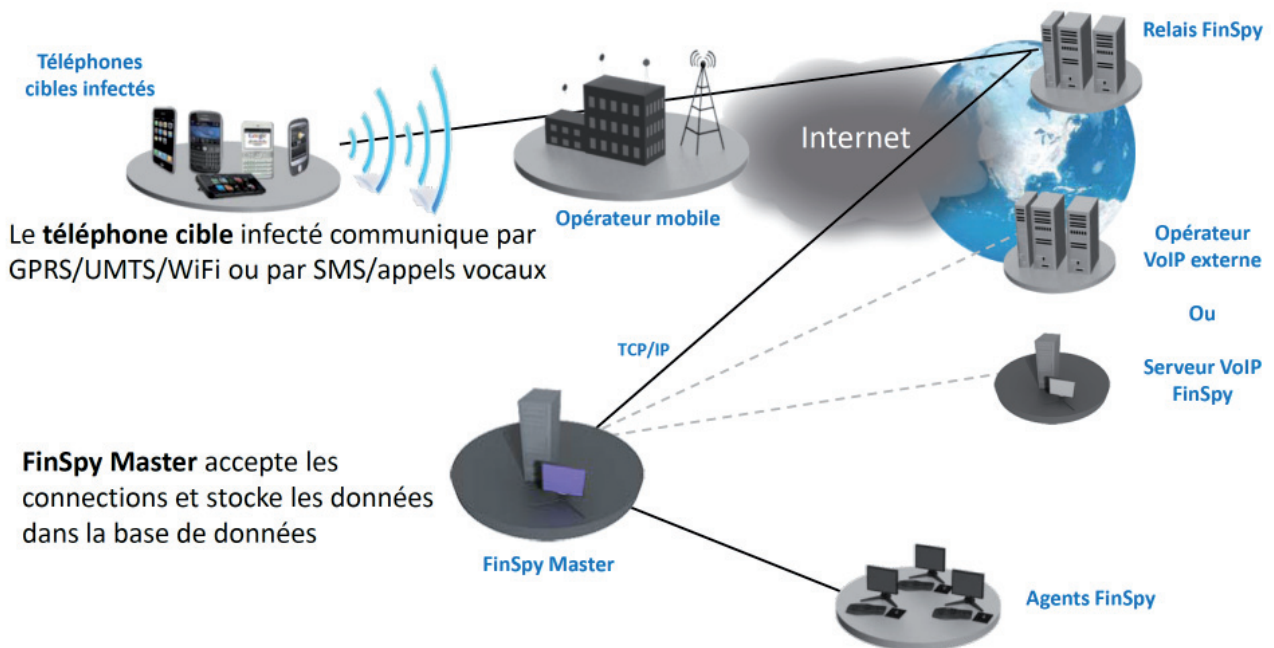 Téléphones
cibles infectés
Relais FinSpy
Internet
Opérateur mobile
Le téléphone cible infecté communique par
GPRS/UMTS/WiFi ou par SMS/appels vocaux
Opérateur
VoIP externe
Ou
TCP/IP
Serveur VoIP
FinSpy
FinSpy Master accepte les
connections et stocke les données
dans la base de données
FinSpy Master
Agents FinSpy